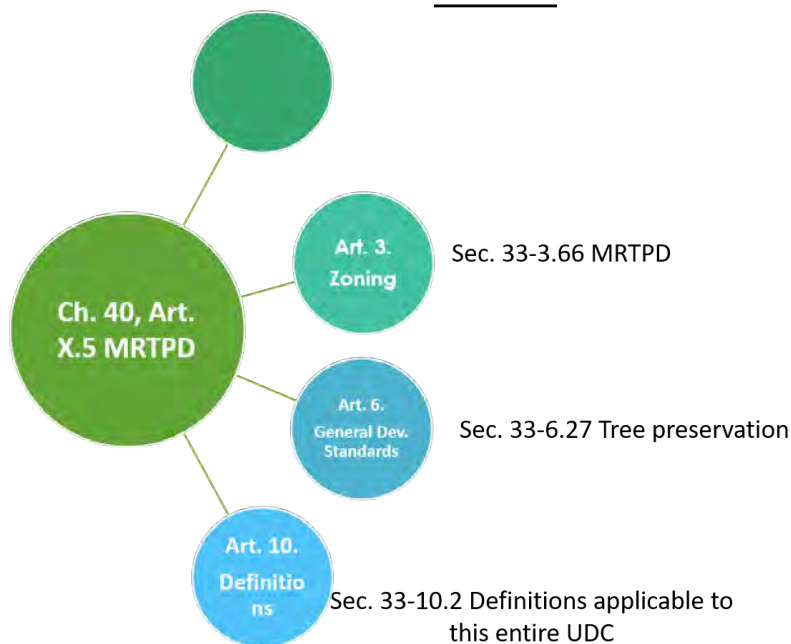 Art. 3.
Zoning
Sec. 33-3.66 MRTPD
Ch. 40, Art.
X.5 MRTPD
Art. 6.
General Dev.
Standards
Sec. 33-6.27 Tree preservation
Art. 10.
Definitio
ns
Sec. 33-10.2 Definitions applicable to
this entire UDC